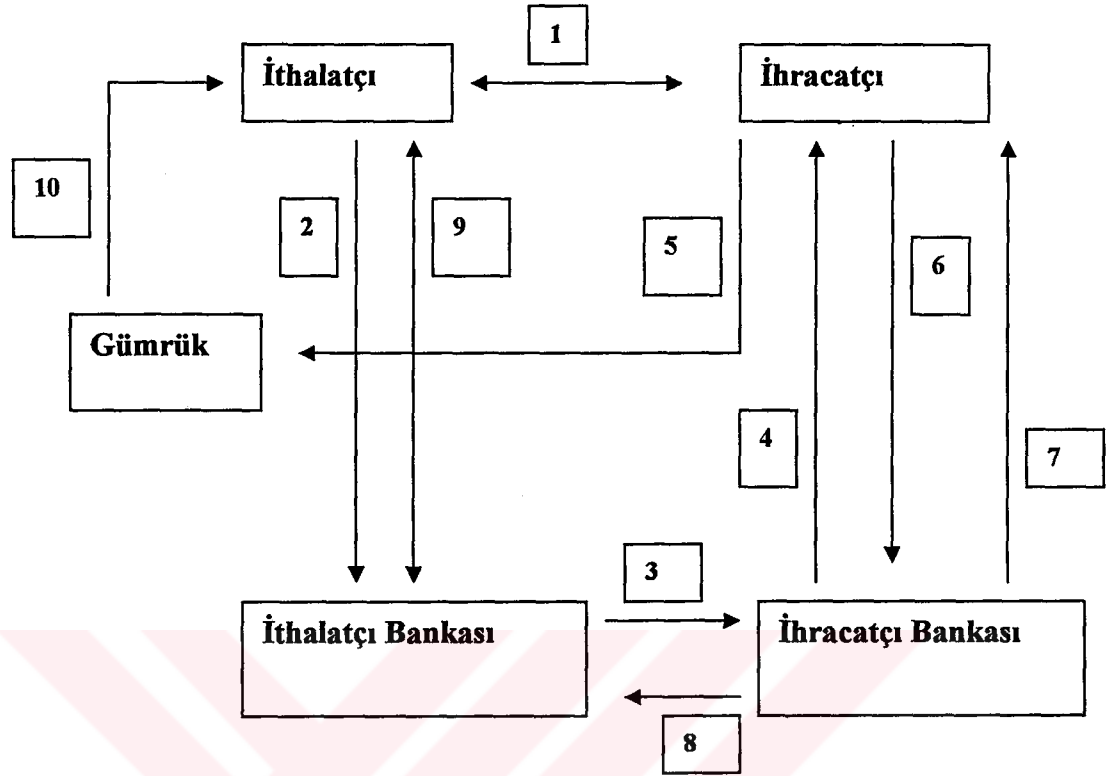 1
İthalatçı
İhracatçı
10
2
9
5
6
Gümrük
4
7
3
İthalatçı Bankası
İhracatçı Bankası
8